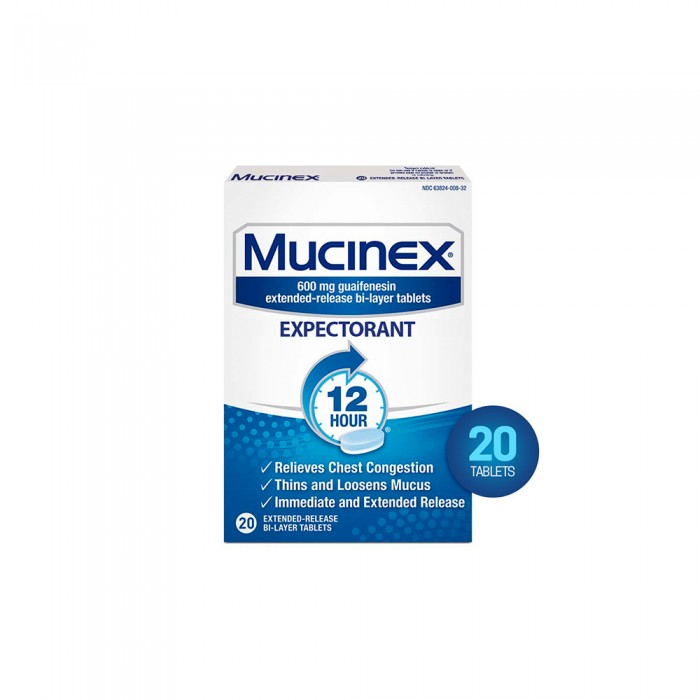 Mucinex
20 EXTENDED-RELEASE BI-LAYER TABLETS
NDC 63824-008-32
Mucinex®
600 mg guaifenesin
extended-release bi-layer tablets
EXPECTORANT
12
HOUR
®
✓ Relieves Chest Congestion
✓ Thins and Loosens Mucus
✓ Immediate and Extended Release
20 EXTENDED-RELEASE
BI-LAYER TABLETS
20
TABLETS